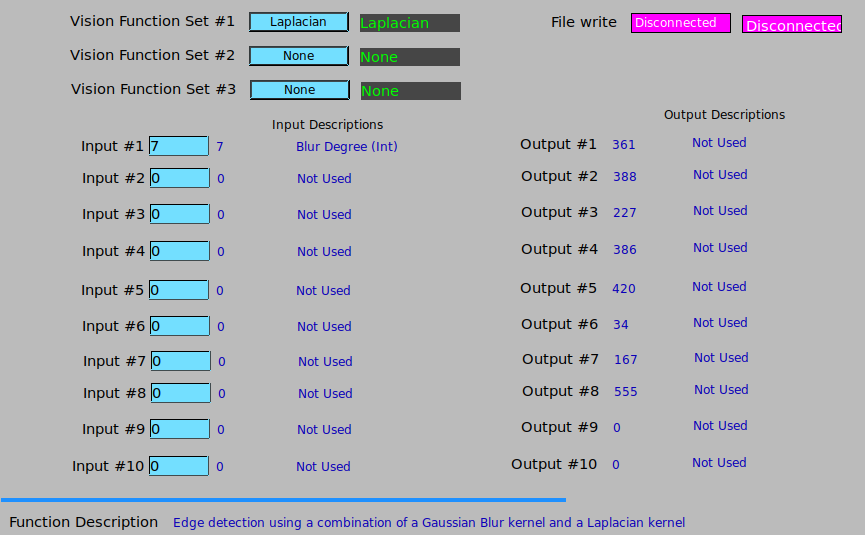 Vision Function Set #1 Laplacian Laplacian File write Disconnected Disconnected
Vision Function Set #2 None None
Vision Function Set #3 None None
Input Descriptions Output Descriptions
Input #1 7 7 Blur Degree (Int) Output #1 361 Not Used
Input #2 0 0 Not Used Output #2 388 Not Used
Input #3 0 0 Not Used Output #3 227 Not Used
Input #4 0 0 Not Used Output #4 386 Not Used
Input #5 0 0 Not Used Output #5 420 Not Used
Input #6 0 0 Not Used Output #6 34 Not Used
Input #7 0 0 Not Used Output #7 167 Not Used
Input #8 0 0 Not Used Output #8 555 Not Used
Input #9 0 0 Not Used Output #9 0 Not Used
Input #10 0 0 Not Used Output #10 0 Not Used
Function Description Edge detection using a combination of a Gaussian Blur kernel and a Laplacian kernel